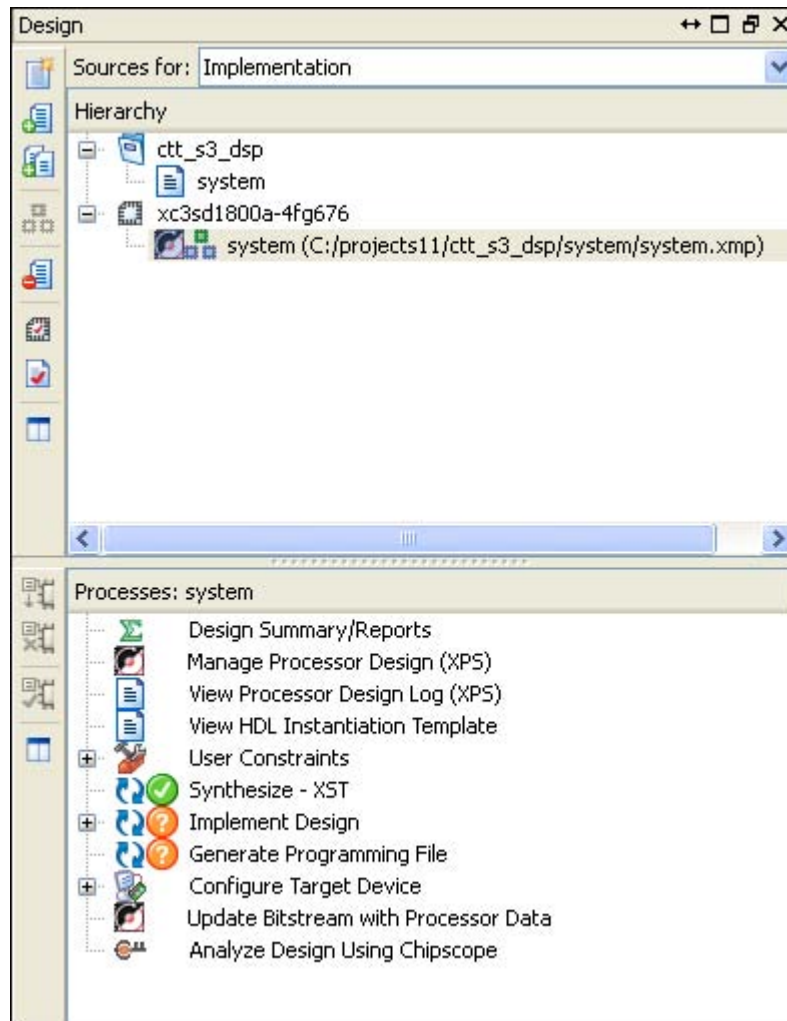 Design
Sources for: Implementation
Hierarchy
ctt_s3_dsp
system
xc3sd1800a-4fg676
system (C:/projects11/ctt_s3_dsp/system/system.xmp)
Processes: system
Design Summary/Reports
Manage Processor Design (XPS)
View Processor Design Log (XPS)
View HDL Instantiation Template
User Constraints
Synthesize - XST
Implement Design
Generate Programming File
Configure Target Device
Update Bitstream with Processor Data
Analyze Design Using Chipscope